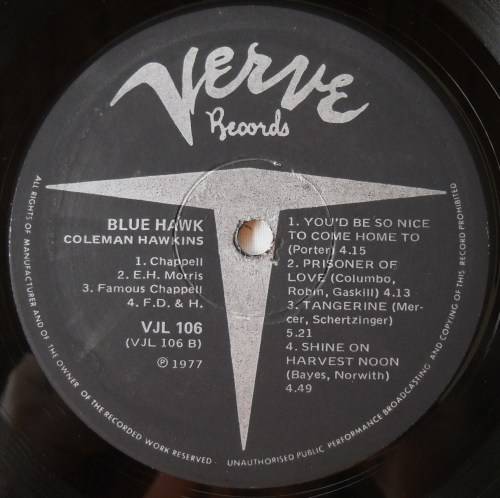 Verve
Records
BLUE HAWK
COLEMAN HAWKINS
1. Chappell
2. E.H. Morris
3. Famous Chappell
4. F.D. & H.
VJL 106
(VJL 106 B)
℗ 1977
1. YOU'D BE SO NICE
TO COME HOME TO
(Porter) 4.15
2. PRISONER OF
LOVE (Columbo,
Robin, Gaskill) 4.13
3. TANGERINE (Mer-
cer, Schertzinger)
5.21
4. SHINE ON
HARVEST NOON
(Bayes, Norwith)
4.49
ALL RIGHTS OF MANUFACTURER AND OF THE OWNER OF THE RECORDED WORK RESERVED. UNAUTHORISED PUBLIC PERFORMANCE BROADCASTING AND COPYING OF THIS RECORD PROHIBITED